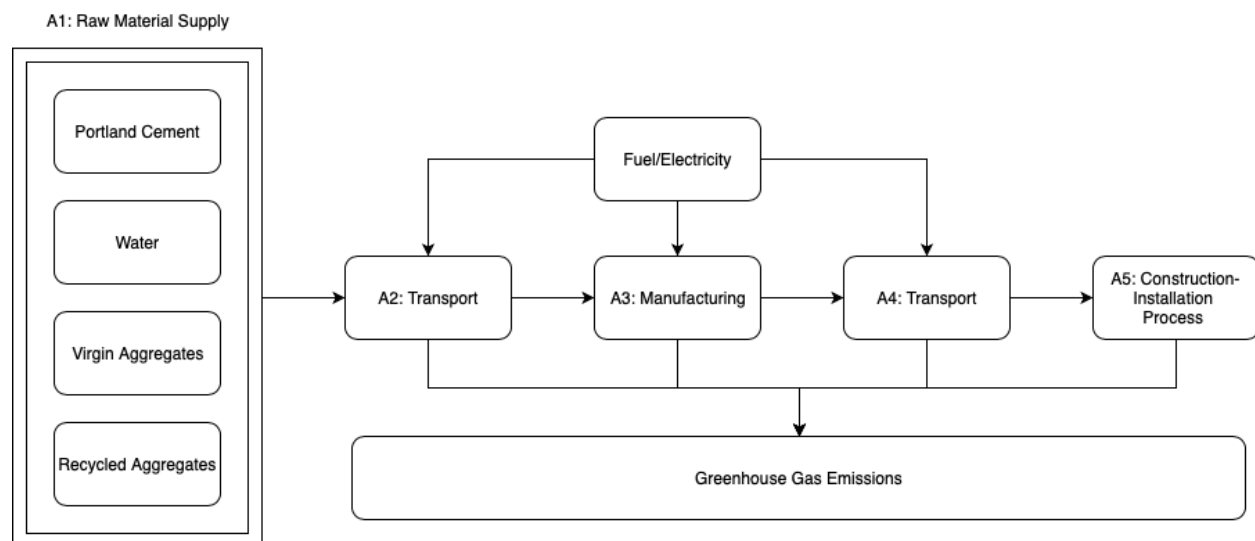 A1: Raw Material Supply
Portland Cement
Water
Virgin Aggregates
Recycled Aggregates
Fuel/Electricity
A2: Transport
A3: Manufacturing
A4: Transport
A5: Construction-
Installation
Process
Greenhouse Gas Emissions